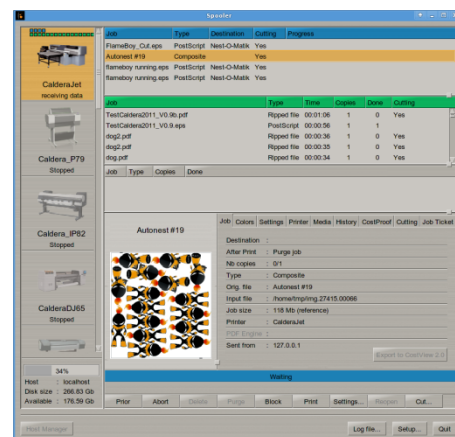 Spooler
Job Type Destination Cutting Progress
FlameBoy_Cut.eps PostScript Nest-O-Matik Yes
Autonest #19 Composite Yes
flameboy running.eps PostScript Nest-O-Matik Yes
flameboy running.eps PostScript Nest-O-Matik Yes
CalderaJet
receiving data
Job Type Time Copies Done Cutting
TestCaldera2011_V0.9b.pdf Ripped file 00:01:06 1 0 Yes
TestCaldera2011_V0.9.eps PostScript 00:00:56 1 1
dog2.pdf Ripped file 00:00:36 1 0 Yes
dog2.pdf Ripped file 00:00:35 1 0 Yes
dog.pdf Ripped file 00:00:34 1 0 Yes
Caldera_P79
Stopped
Job Type Copies Done
Caldera_IP82
Stopped
Autonest #19
Job Colors Settings Printer Media History CostProof Cutting Job Ticket
Destination :
After Print : Purge job
Nb copies : 0/1
Type : Composite
Orig. file : Autonest #19
Input file : /home/tmp/img.27415.00066
Job size : 118 Mb (reference)
Printer : CalderaJet
PDF Engine :
Sent from : 127.0.0.1
CalderaDJ65
Stopped
Export to CostView 2.0
34%
Host : localhost
Disk size : 266.83 Gb
Available : 176.59 Gb
Waiting
Prior Abort Delete Purge Block Print Settings... Reopen Cut...
Host Manager Log file... Setup... Quit